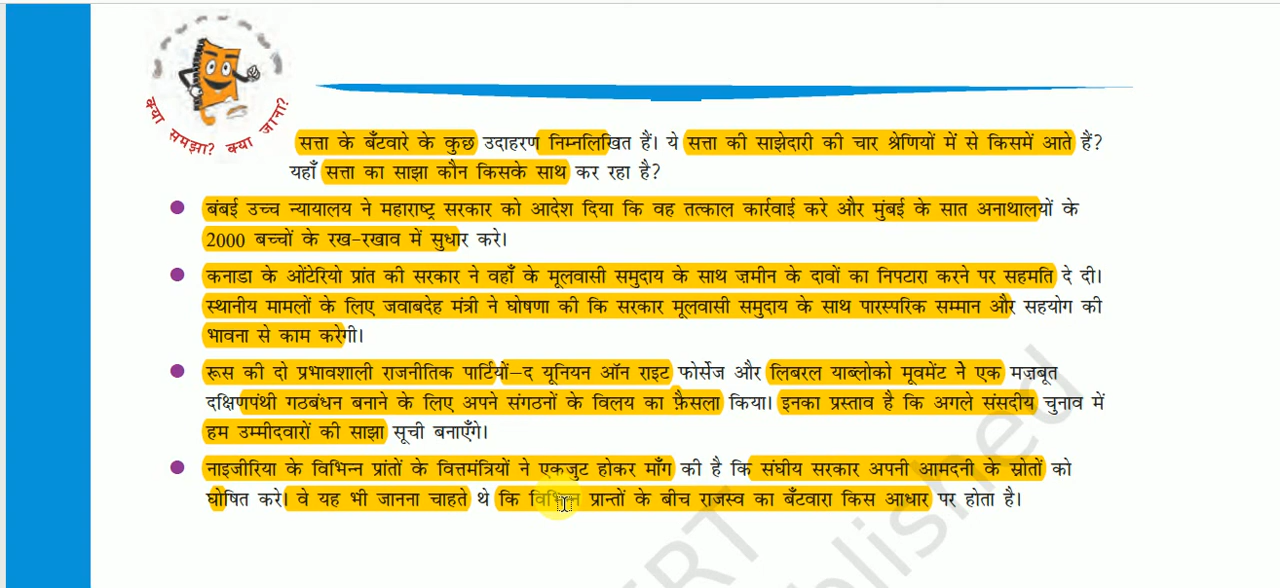 क्या समझा? क्या जाना?
सत्ता के बँटवारे के कुछ उदाहरण निम्नलिखित हैं। ये सत्ता की साझेदारी की चार श्रेणियों में से किसमें आते हैं?
यहाँ सत्ता का साझा कौन किसके साथ कर रहा है?
बंबई उच्च न्यायालय ने महाराष्ट्र सरकार को आदेश दिया कि वह तत्काल कार्रवाई करे और मुंबई के सात अनाथालयों के
2000 बच्चों के रख-रखाव में सुधार करे।
कनाडा के ओंटेरियो प्रांत की सरकार ने वहाँ के मूलवासी समुदाय के साथ ज़मीन के दावों का निपटारा करने पर सहमति दे दी।
स्थानीय मामलों के लिए जवाबदेह मंत्री ने घोषणा की कि सरकार मूलवासी समुदाय के साथ पारस्परिक सम्मान और सहयोग की
भावना से काम करेगी।
रूस की दो प्रभावशाली राजनीतिक पार्टियों–द यूनियन ऑन राइट फोर्सेज और लिबरल याब्लोको मूवमेंट ने एक मज़बूत
दक्षिणपंथी गठबंधन बनाने के लिए अपने संगठनों के विलय का फ़ैसला किया। इनका प्रस्ताव है कि अगले संसदीय चुनाव में
हम उम्मीदवारों की साझा सूची बनाएँगे।
नाइजीरिया के विभिन्न प्रांतों के वित्तमंत्रियों ने एकजुट होकर माँग की है कि संघीय सरकार अपनी आमदनी के स्रोतों को
घोषित करे। वे यह भी जानना चाहते थे कि विभिन्न प्रान्तों के बीच राजस्व का बँटवारा किस आधार पर होता है।